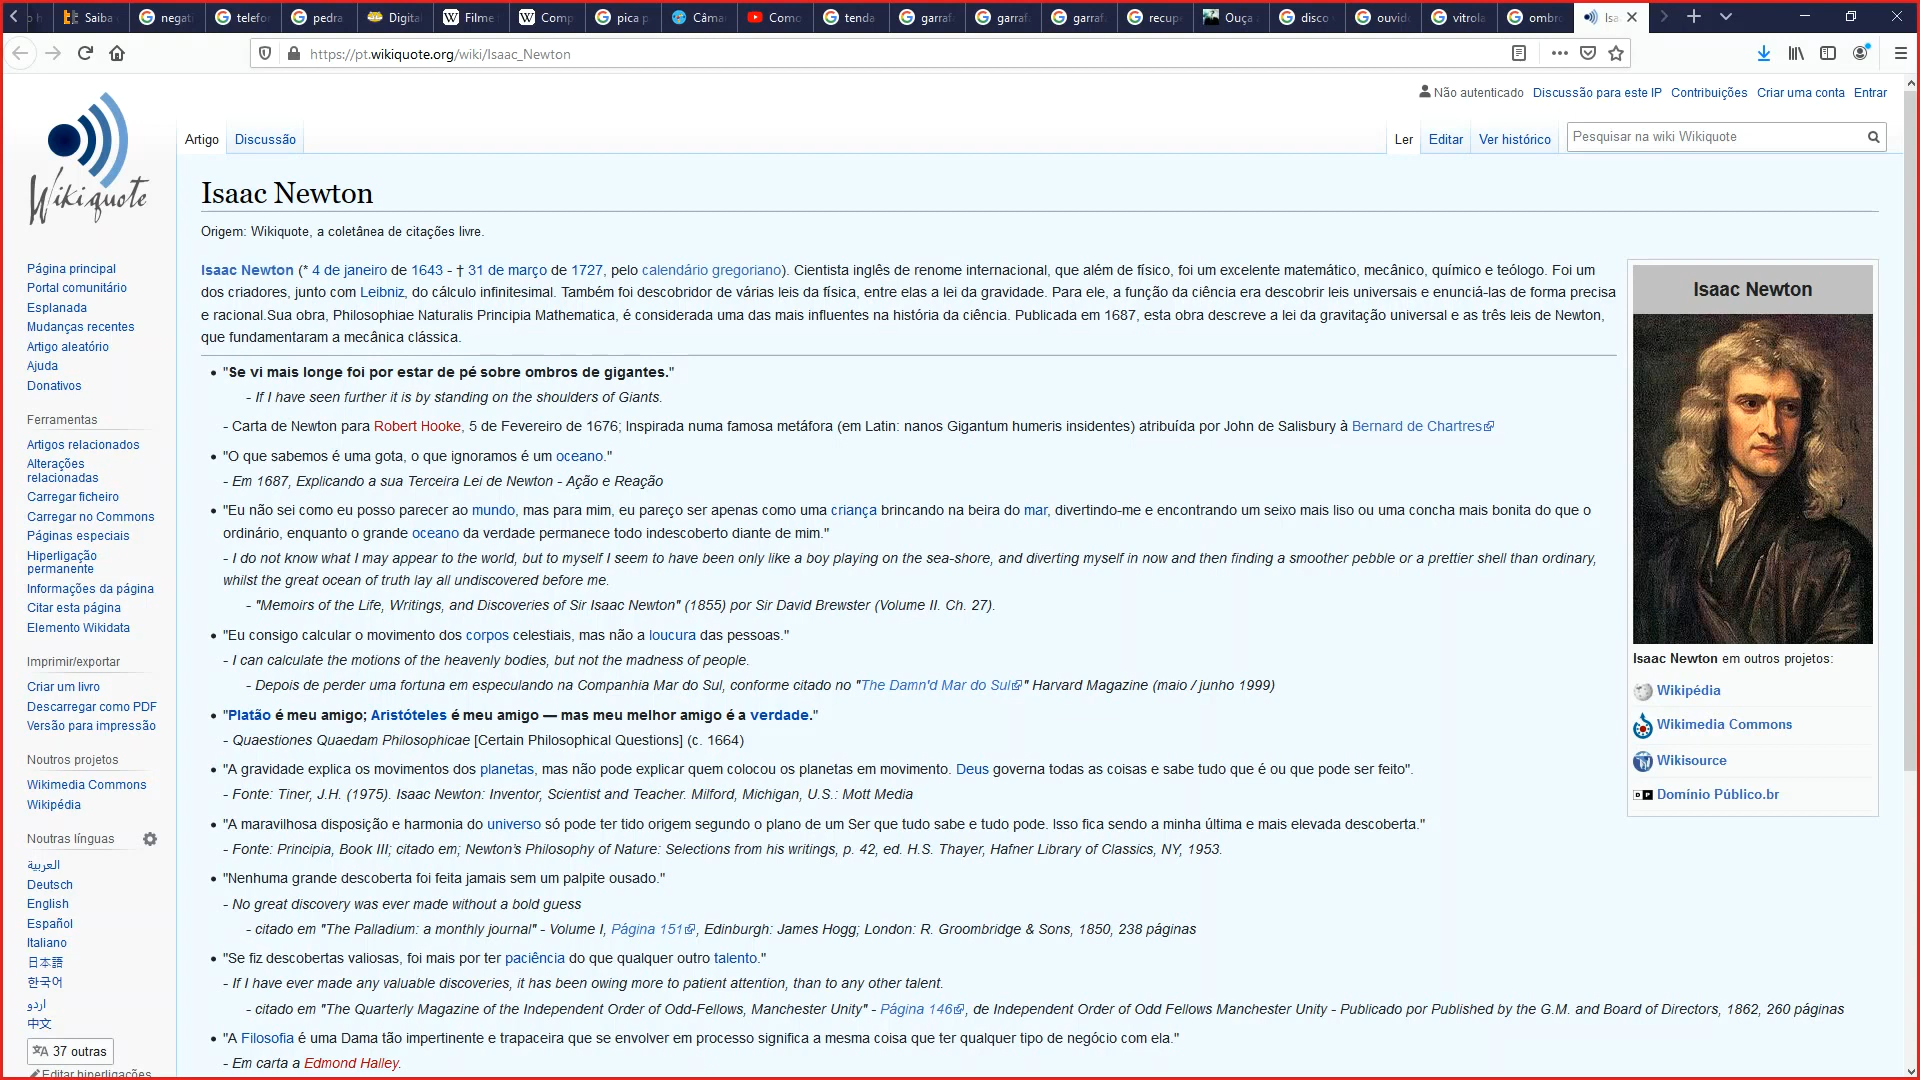 Saiba
negati
telefo
pedra
Digita
Filme
Comp
pica p
Câma
Como
tenda
garraf
garraf
garraf
recupe
Ouça
disco
ouvido
vitrola
ombro
Isa
https://pt.wikiquote.org/wiki/Isaac_Newton
Não autenticado Discussão para este IP Contribuições Criar uma conta Entrar
Artigo Discussão Ler Editar Ver histórico Pesquisar na wiki Wikiquote
Wikiquote
Página principal
Portal comunitário
Esplanada
Mudanças recentes
Artigo aleatório
Ajuda
Donativos
Ferramentas
Artigos relacionados
Alterações
relacionadas
Carregar ficheiro
Carregar no Commons
Páginas especiais
Hiperligação
permanente
Informações da página
Citar esta página
Elemento Wikidata
Imprimir/exportar
Criar um livro
Descarregar como PDF
Versão para impressão
Noutros projetos
Wikimedia Commons
Wikipédia
Noutras línguas
العربية
Deutsch
English
Español
Italiano
日本語
한국어
اردو
中文
37 outras
Editar hiperligações
Isaac Newton
Origem: Wikiquote, a coletânea de citações livre.
Isaac Newton (* 4 de janeiro de 1643 - † 31 de março de 1727, pelo calendário gregoriano). Cientista inglês de renome internacional, que além de físico, foi um excelente matemático, mecânico, químico e teólogo. Foi um
dos criadores, junto com Leibniz, do cálculo infinitesimal. Também foi descobridor de várias leis da física, entre elas a lei da gravidade. Para ele, a função da ciência era descobrir leis universais e enunciá-las de forma precisa
e racional.Sua obra, Philosophiae Naturalis Principia Mathematica, é considerada uma das mais influentes na história da ciência. Publicada em 1687, esta obra descreve a lei da gravitação universal e as três leis de Newton,
que fundamentaram a mecânica clássica.
• "Se vi mais longe foi por estar de pé sobre ombros de gigantes."
- If I have seen further it is by standing on the shoulders of Giants.
- Carta de Newton para Robert Hooke, 5 de Fevereiro de 1676; Inspirada numa famosa metáfora (em Latin: nanos Gigantum humeris insidentes) atribuída por John de Salisbury à Bernard de Chartres
• "O que sabemos é uma gota, o que ignoramos é um oceano."
- Em 1687, Explicando a sua Terceira Lei de Newton - Ação e Reação
• "Eu não sei como eu posso parecer ao mundo, mas para mim, eu pareço ser apenas como uma criança brincando na beira do mar, divertindo-me e encontrando um seixo mais liso ou uma concha mais bonita do que o
ordinário, enquanto o grande oceano da verdade permanece todo indescoberto diante de mim."
- I do not know what I may appear to the world, but to myself I seem to have been only like a boy playing on the sea-shore, and diverting myself in now and then finding a smoother pebble or a prettier shell than ordinary,
whilst the great ocean of truth lay all undiscovered before me.
- "Memoirs of the Life, Writings, and Discoveries of Sir Isaac Newton" (1855) por Sir David Brewster (Volume II. Ch. 27).
• "Eu consigo calcular o movimento dos corpos celestiais, mas não a loucura das pessoas."
- I can calculate the motions of the heavenly bodies, but not the madness of people.
- Depois de perder uma fortuna em especulando na Companhia Mar do Sul, conforme citado no "The Damn'd Mar do Sul" Harvard Magazine (maio / junho 1999)
• "Platão é meu amigo; Aristóteles é meu amigo — mas meu melhor amigo é a verdade."
- Quaestiones Quaedam Philosophicae [Certain Philosophical Questions] (c. 1664)
• "A gravidade explica os movimentos dos planetas, mas não pode explicar quem colocou os planetas em movimento. Deus governa todas as coisas e sabe tudo que é ou que pode ser feito".
- Fonte: Tiner, J.H. (1975). Isaac Newton: Inventor, Scientist and Teacher. Milford, Michigan, U.S.: Mott Media
• "A maravilhosa disposição e harmonia do universo só pode ter tido origem segundo o plano de um Ser que tudo sabe e tudo pode. Isso fica sendo a minha última e mais elevada descoberta."
- Fonte: Principia, Book III; citado em; Newton's Philosophy of Nature: Selections from his writings, p. 42, ed. H.S. Thayer, Hafner Library of Classics, NY, 1953.
• "Nenhuma grande descoberta foi feita jamais sem um palpite ousado."
- No great discovery was ever made without a bold guess
- citado em "The Palladium: a monthly journal" - Volume I, Página 151, Edinburgh: James Hogg; London: R. Groombridge & Sons, 1850, 238 páginas
• "Se fiz descobertas valiosas, foi mais por ter paciência do que qualquer outro talento."
- If I have ever made any valuable discoveries, it has been owing more to patient attention, than to any other talent.
- citado em "The Quarterly Magazine of the Independent Order of Odd-Fellows, Manchester Unity" - Página 146, de Independent Order of Odd Fellows Manchester Unity - Publicado por Published by the G.M. and Board of Directors, 1862, 260 páginas
• "A Filosofia é uma Dama tão impertinente e trapaceira que se envolver em processo significa a mesma coisa que ter qualquer tipo de negócio com ela."
- Em carta a Edmond Halley.
Isaac Newton
Isaac Newton em outros projetos:
Wikipédia
Wikimedia Commons
Wikisource
DP Domínio Público.br